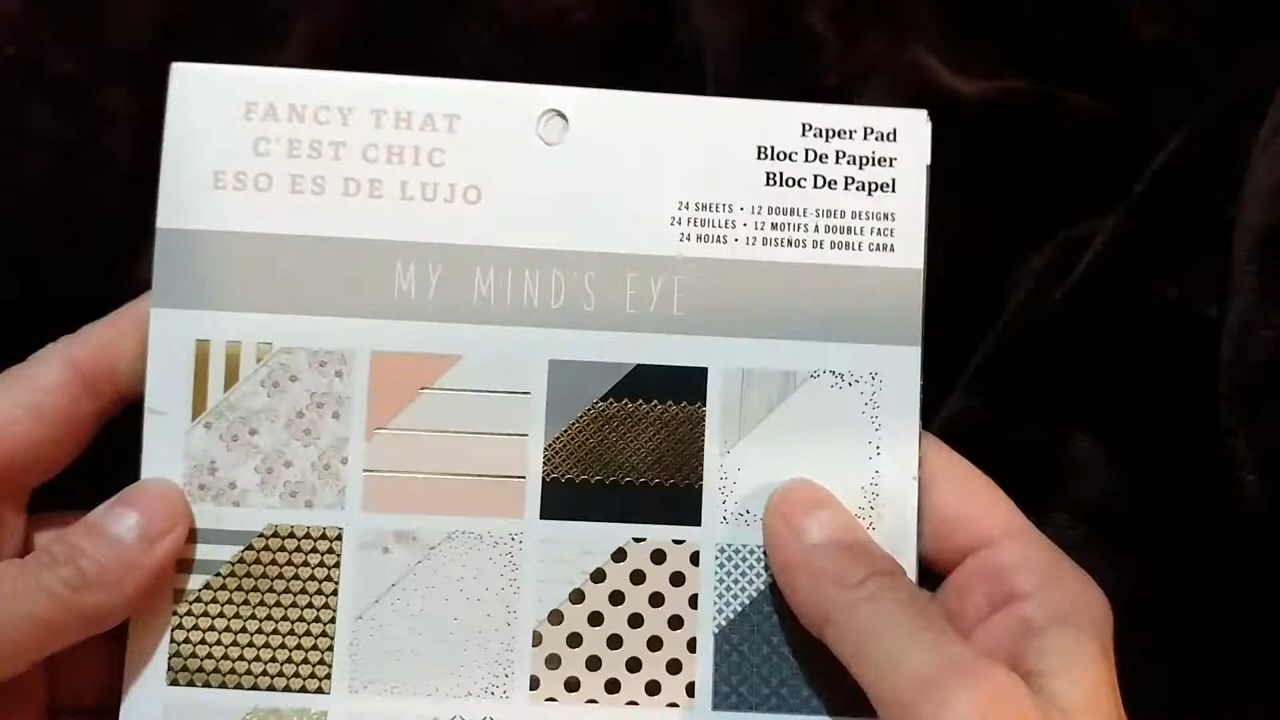 FANCY THAT
C'EST CHIC
ESO ES DE LUJO
Paper Pad
Bloc De Papier
Bloc De Papel
24 SHEETS • 12 DOUBLE-SIDED DESIGNS
24 FEUILLES • 12 MOTIFS À DOUBLE FACE
24 HOJAS • 12 DISEÑOS DE DOBLE CARA
MY MIND'S EYE